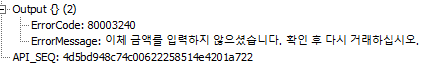 Output {} (2)
ErrorCode: 80003240
ErrorMessage: 이체 금액을 입력하지 않으셨습니다. 확인 후 다시 거래하십시오.
API_SEQ: 4d5bd948c74c00622258514e4201a722